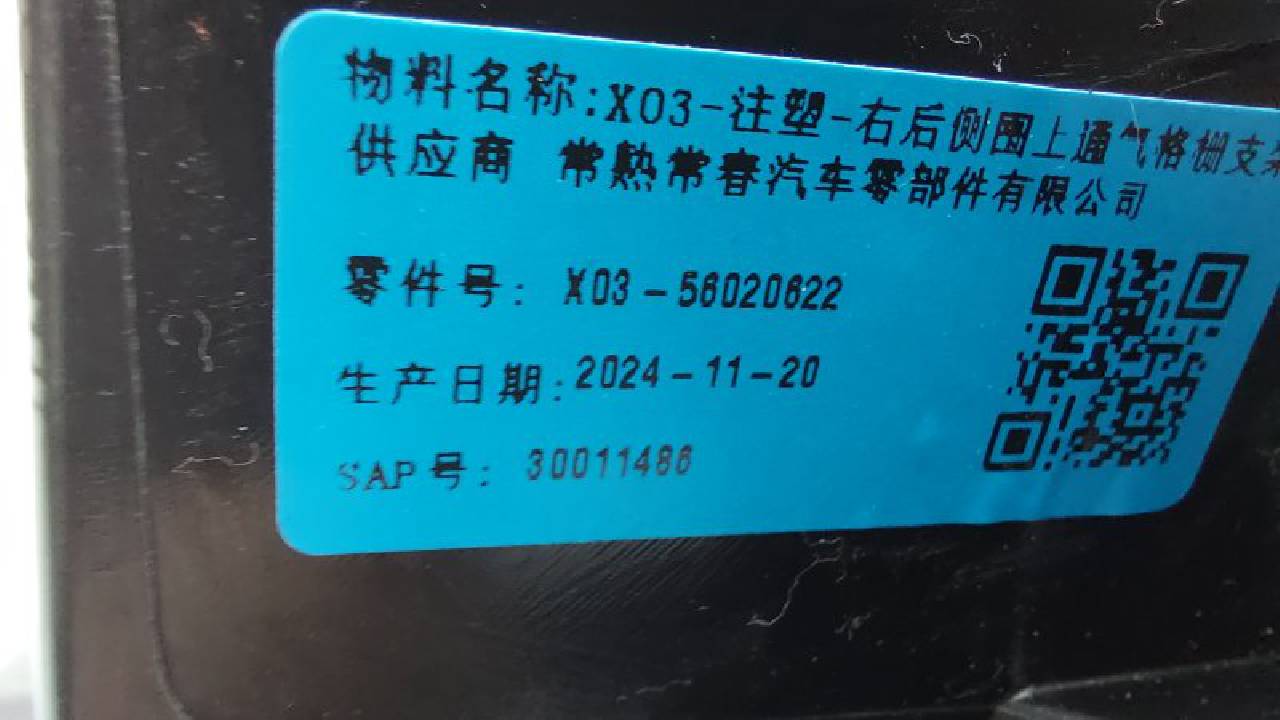 物料名称:X03-注塑-右后侧围上通气格栅支架
供应商 常熟常春汽车零部件有限公司
零件号: X03-56020622
生产日期:2024-11-20
SAP号: 30011486